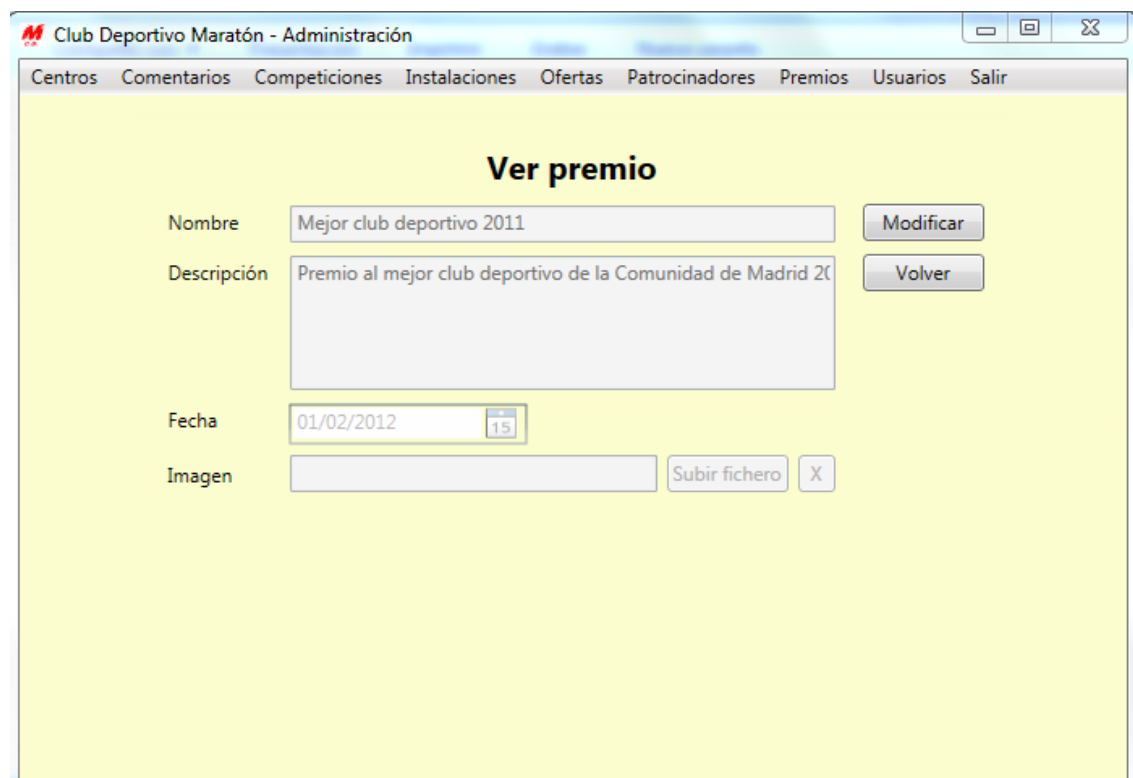 Club Deportivo Maratón - Administración
Centros Comentarios Competiciones Instalaciones Ofertas Patrocinadores Premios Usuarios Salir
Ver premio
Nombre Mejor club deportivo 2011 Modificar
Descripción Premio al mejor club deportivo de la Comunidad de Madrid Volver
Fecha 01/02/2012 15
Imagen Subir fichero X